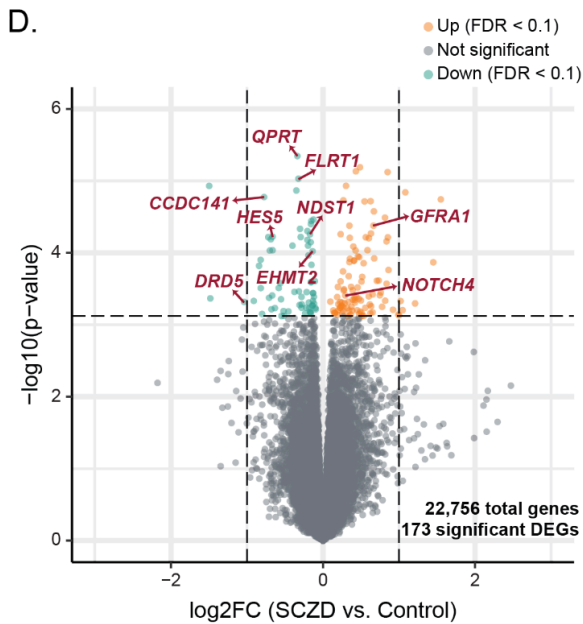 D.
Up (FDR < 0.1)
Not significant
Down (FDR < 0.1)
6
QPRT
FLRT1
CCDC141
NDST1
HES5
GFRA1
4
EHMT2
DRD5
NOTCH4
−log10(p−value)
2
22,756 total genes
173 significant DEGs
0
−2
0
2
log2FC (SCZD vs. Control)